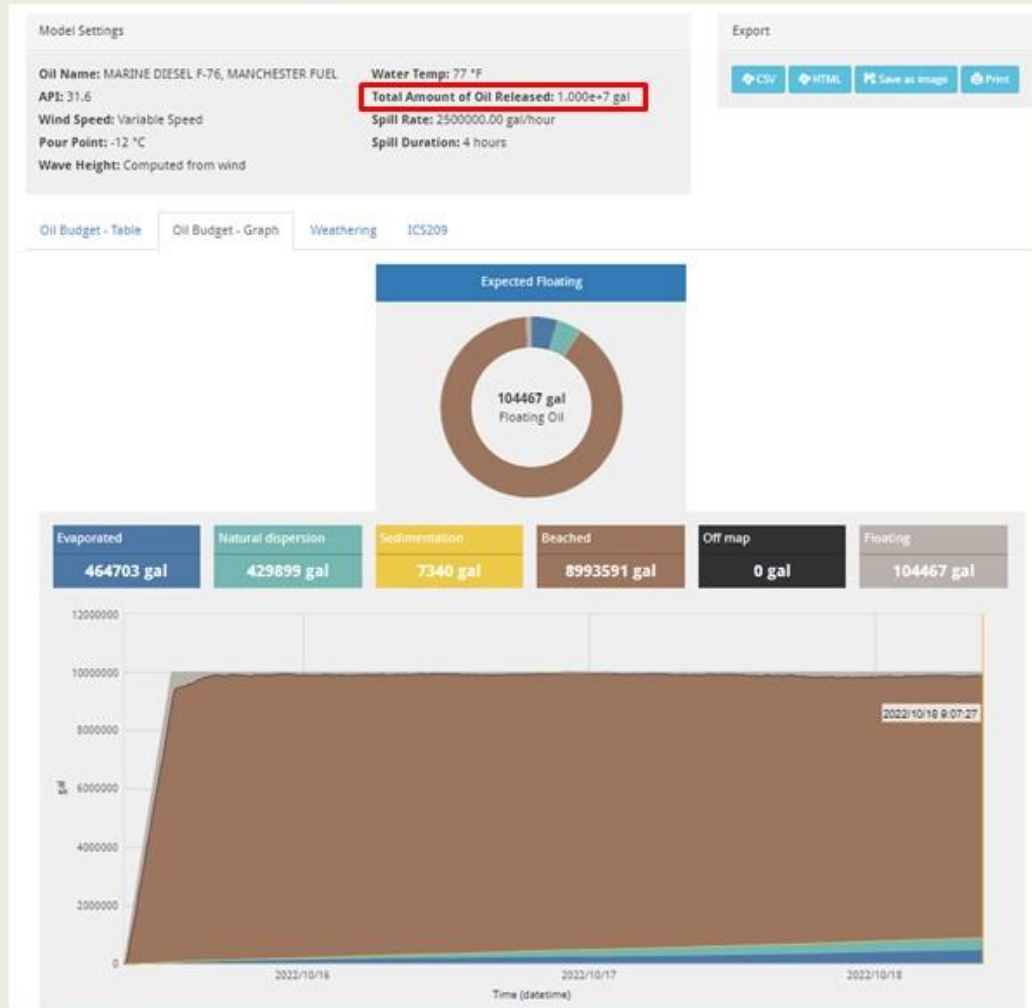 Model Settings
Oil Name: MARINE DIESEL F-76, MANCHESTER FUEL
API: 31.6
Wind Speed: Variable Speed
Pour Point: -12 °C
Wave Height: Computed from wind
Water Temp: 77 °F
Total Amount of Oil Released: 1.000e+7 gal
Spill Rate: 2500000.00 gal/hour
Spill Duration: 4 hours
Export
CSV
HTML
Save as image
Print
Oil Budget - Table
Oil Budget - Graph
Weathering
ICS209
Expected Floating
104467 gal
Floating Oil
Evaporated
464703 gal
Natural dispersion
429899 gal
Sedimentation
7340 gal
Beached
8993591 gal
Off map
0 gal
Floating
104467 gal
12000000
10000000
8000000
6000000
4000000
2000000
0
gal
2022/10/18 9:07:27
2022/10/16
2022/10/17
2022/10/18
Time (datetime)